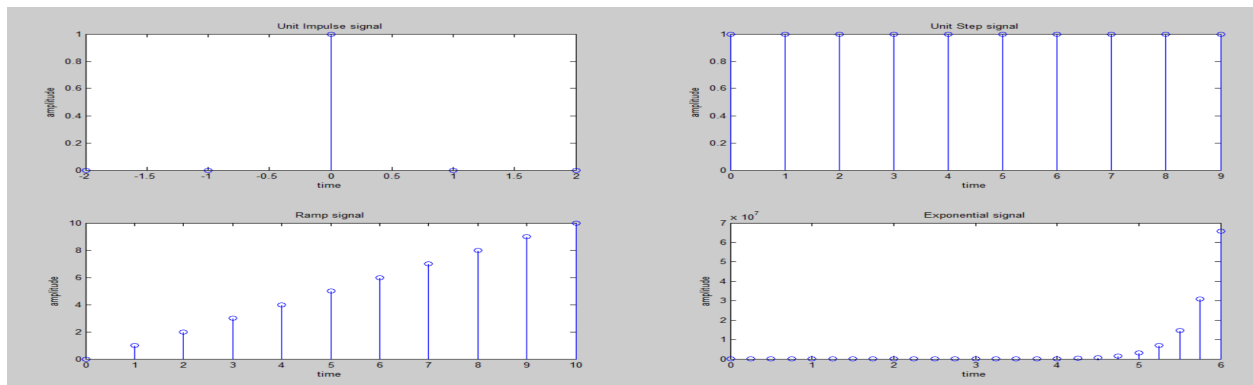 Unit Impulse signal
1
0.8
0.6
0.4
0.2
0
amplitude
-2 -1.5 -1 -0.5 0 0.5 1 1.5 2
time
Unit Step signal
1
0.8
0.6
0.4
0.2
0
amplitude
0 1 2 3 4 5 6 7 8 9
time
Ramp signal
10
8
6
4
2
0
amplitude
0 1 2 3 4 5 6 7 8 9 10
time
Exponential signal
× 10^7
7
6
5
4
3
2
1
0
amplitude
0 1 2 3 4 5 6
time